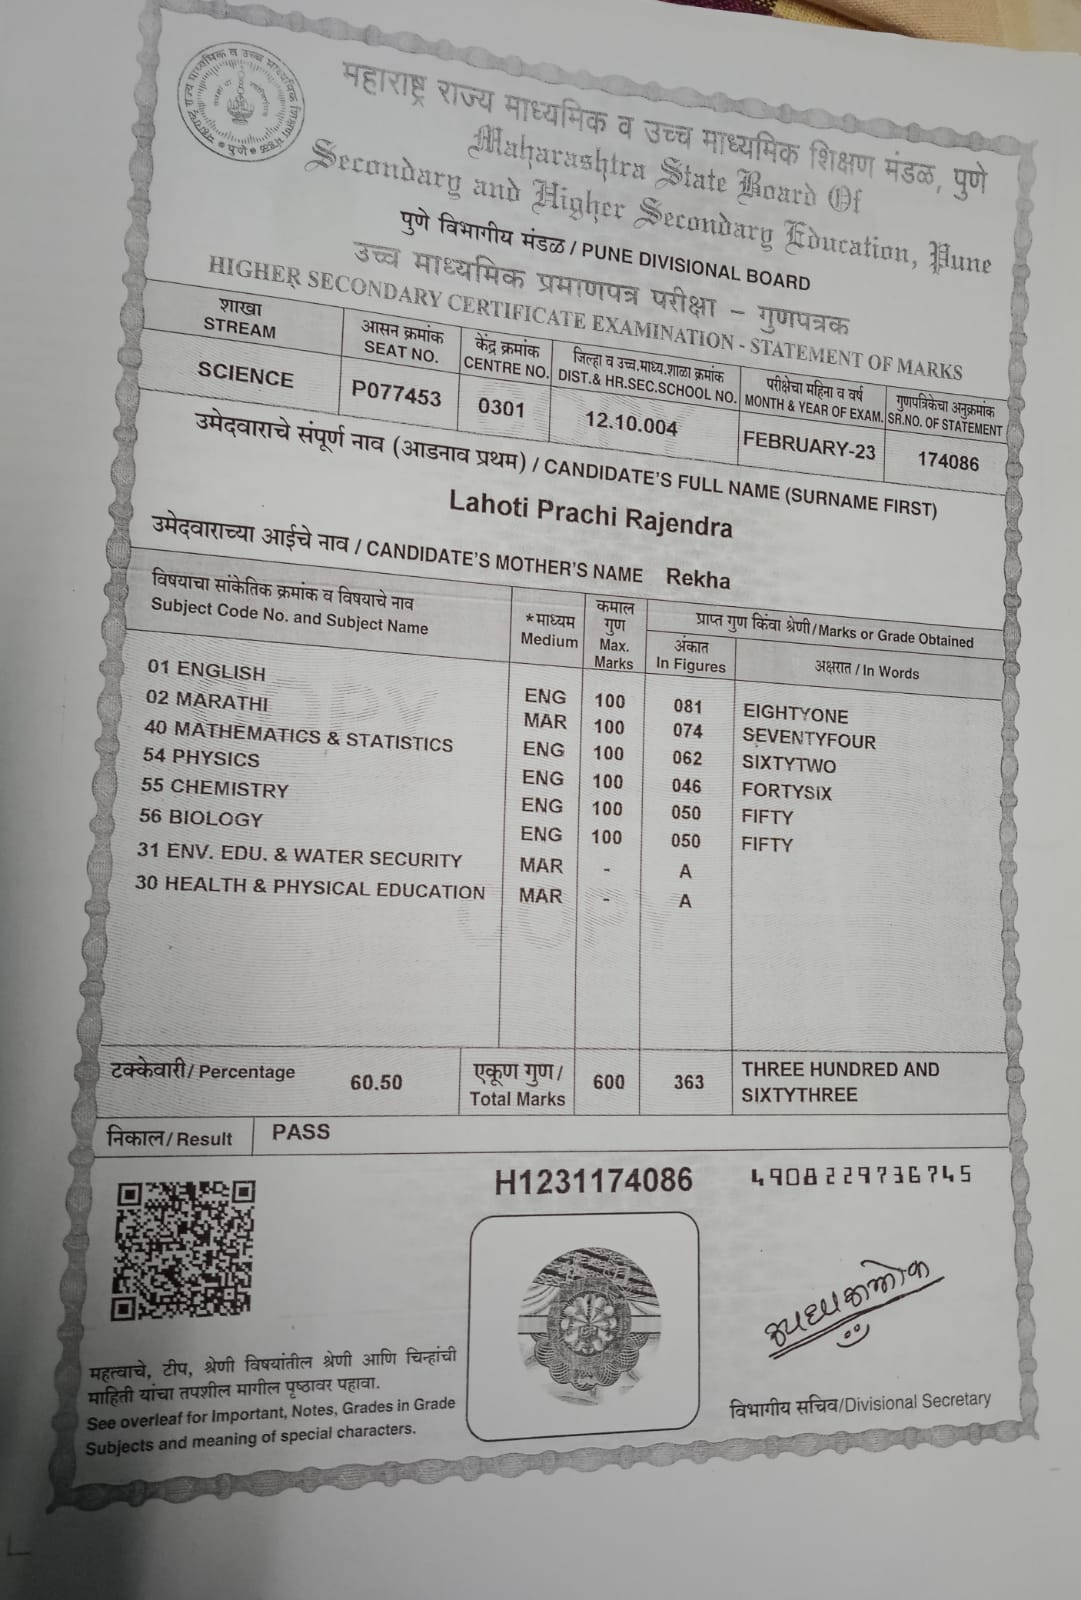 महाराष्ट्र राज्य माध्यमिक व उच्च माध्यमिक शिक्षण मंडळ, पुणे
Maharashtra State Board Of
Secondary and Higher Secondary Education, Pune
पुणे विभागीय मंडळ / PUNE DIVISIONAL BOARD
उच्च माध्यमिक प्रमाणपत्र परीक्षा – गुणपत्रक
HIGHER SECONDARY CERTIFICATE EXAMINATION - STATEMENT OF MARKS
शाखा आसन क्रमांक केंद्र क्रमांक जिल्हा व उच्च.माध्य.शाळा क्रमांक परीक्षेचा महिना व वर्ष गुणपत्रिकेचा अनुक्रमांक
STREAM SEAT NO. CENTRE NO. DIST.& HR.SEC.SCHOOL NO. MONTH & YEAR OF EXAM. SR.NO. OF STATEMENT
SCIENCE P077453 0301 12.10.004 FEBRUARY-23 174086
उमेदवाराचे संपूर्ण नाव (आडनाव प्रथम) / CANDIDATE'S FULL NAME (SURNAME FIRST)
Lahoti Prachi Rajendra
उमेदवाराच्या आईचे नाव / CANDIDATE'S MOTHER'S NAME Rekha
विषयाचा सांकेतिक क्रमांक व विषयाचे नाव
Subject Code No. and Subject Name
*माध्यम
Medium
कमाल
गुण
Max.
Marks
प्राप्त गुण किंवा श्रेणी/Marks or Grade Obtained
अंकात
In Figures
अक्षरात / In Words
01 ENGLISH ENG 100 081 EIGHTYONE
02 MARATHI MAR 100 074 SEVENTYFOUR
40 MATHEMATICS & STATISTICS ENG 100 062 SIXTYTWO
54 PHYSICS ENG 100 046 FORTYSIX
55 CHEMISTRY ENG 100 050 FIFTY
56 BIOLOGY ENG 100 050 FIFTY
31 ENV. EDU. & WATER SECURITY MAR - A
30 HEALTH & PHYSICAL EDUCATION MAR - A
COPY
टक्केवारी/ Percentage 60.50
एकूण गुण/
Total Marks
600 363
THREE HUNDRED AND
SIXTYTHREE
निकाल/ Result PASS
H1231174086 4908229736745
महत्वाचे, टीप, श्रेणी विषयांतील श्रेणी आणि चिन्हांची
माहिती यांचा तपशील मागील पृष्ठावर पहावा.
See overleaf for Important, Notes, Grades in Grade
Subjects and meaning of special characters.
विभागीय सचिव/Divisional Secretary